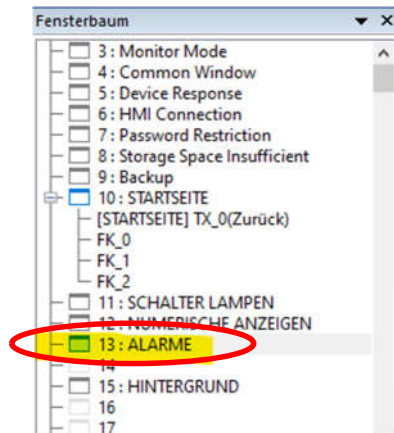 Fensterbaum
3 : Monitor Mode
4 : Common Window
5 : Device Response
6 : HMI Connection
7 : Password Restriction
8 : Storage Space Insufficient
9 : Backup
10 : STARTSEITE
[STARTSEITE] TX_0(Zurück)
FK_0
FK_1
FK_2
11 : SCHALTER LAMPEN
12 : NUMERISCHE ANZEIGEN
13 : ALARME
14
15 : HINTERGRUND
16
17